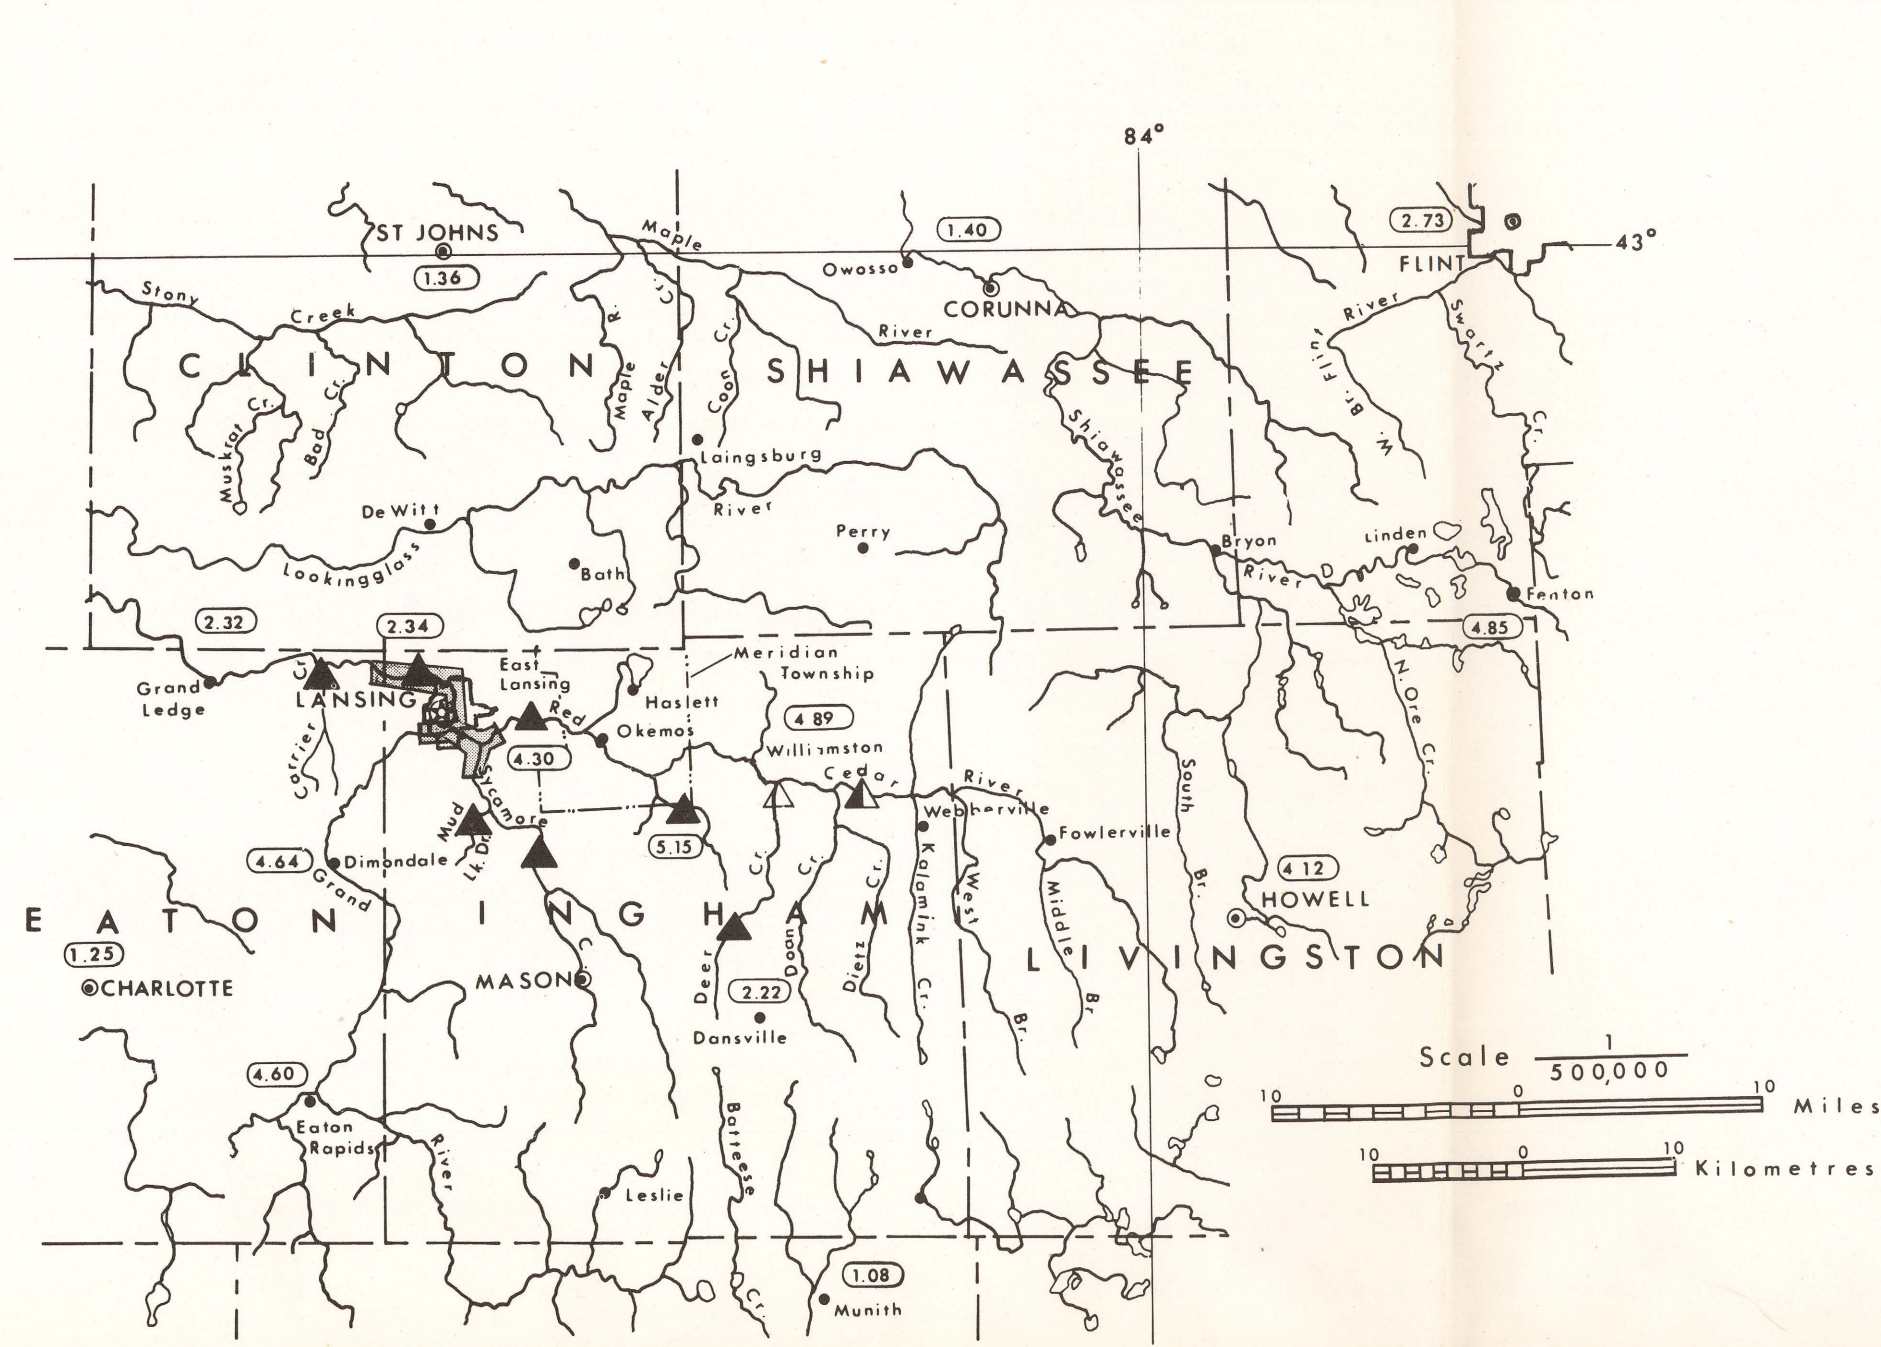 84°
2.73
1.40
Maple
ST JOHNS
43°
Owosso
FLINT
1.36
Stony
Creek
Cr.
R.
CORUNNA
River
River
Swartz
CLINTON
SHIAWASSEE
W. Br. Flint
Muskrat
Cr.
Bad
Cr.
Maple
Alder
Coon Cr.
Cr.
Shiawassee
Laingsburg
River
DeWitt
Perry
Bryon
Linden
Lookingglass
Bath
River
D
Fenton
2.32
2.34
4.85
Meridian
Township
East
Lansing
Grand
Ledge
Cr.
LANSING
Haslett
Red
Okemos
4 89
Williamston
N. Ore Cr.
Carrier
4.30
Cedar
River
Sycamore
Webberville
South Br.
Mud
Lk. Dr.
5.15
Fowlerville
4.64
Dimondale
Grand
4 12
HOWELL
EATON
INGHAM
LIVINGSTON
Deer
Cr.
Doan
Cr.
Dietz
Cr.
Kalamink Cr.
West Br.
Middle Br
1.25
CHARLOTTE
MASON
C.
2.22
Dansville
Scale 1
500,000
4.60
10 0 10
Miles
Eaton
Rapids
River
Batteese Cr.
10 0 10
Kilometres
Leslie
1.08
Munith